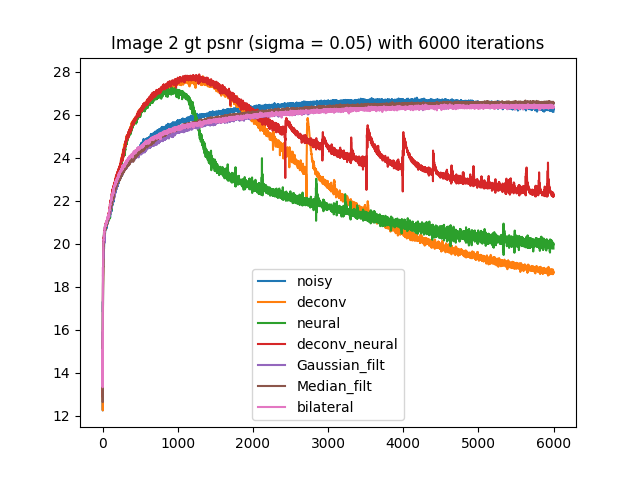 Image 2 gt psnr (sigma = 0.05) with 6000 iterations
28
26
24
22
20
18
16
14
12
noisy
deconv
neural
deconv_neural
Gaussian_filt
Median_filt
bilateral
0 1000 2000 3000 4000 5000 6000